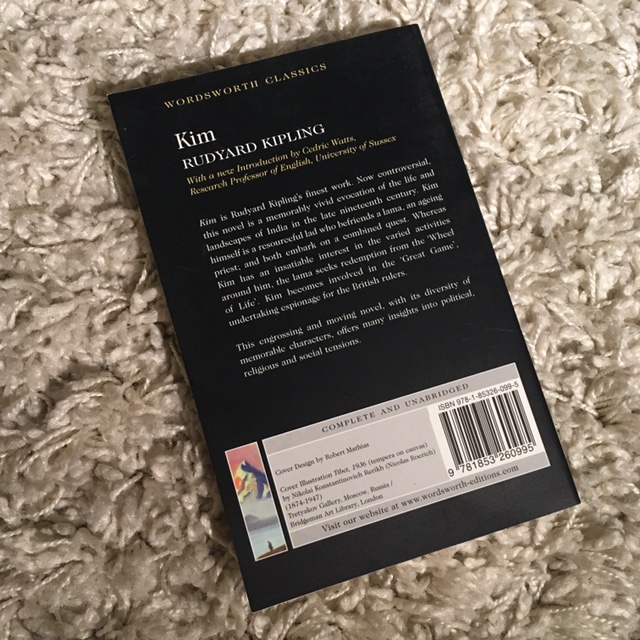 WORDSWORTH CLASSICS
Kim
RUDYARD KIPLING
With a new Introduction by Cedric Watts,
Research Professor of English, University of Sussex
Kim is Rudyard Kipling's finest work. Now controversial,
this novel is a memorably vivid evocation of the life and
landscapes of India in the late nineteenth century. Kim
himself is a resourceful lad who befriends a lama, an ageing
priest; and both embark on a combined quest. Whereas
Kim has an insatiable interest in the varied activities
around him, the lama seeks redemption from the 'Wheel
of Life'. Kim becomes involved in the 'Great Game',
undertaking espionage for the British rulers.
This engrossing and moving novel, with its diversity of
memorable characters, offers many insights into political,
religious and social tensions.
COMPLETE AND UNABRIDGED
Cover Design by Robert Mathias
Cover Illustration Tibet, 1936 (tempera on canvas)
by Nikolai Konstantinovich Rerikh (Nicolas Roerich)
(1874-1947)
Tretyakov Gallery, Moscow, Russia /
Bridgeman Art Library, London
Visit our website at www.wordsworth-editions.com
ISBN 978-1-85326-099-5
9 781853 260995